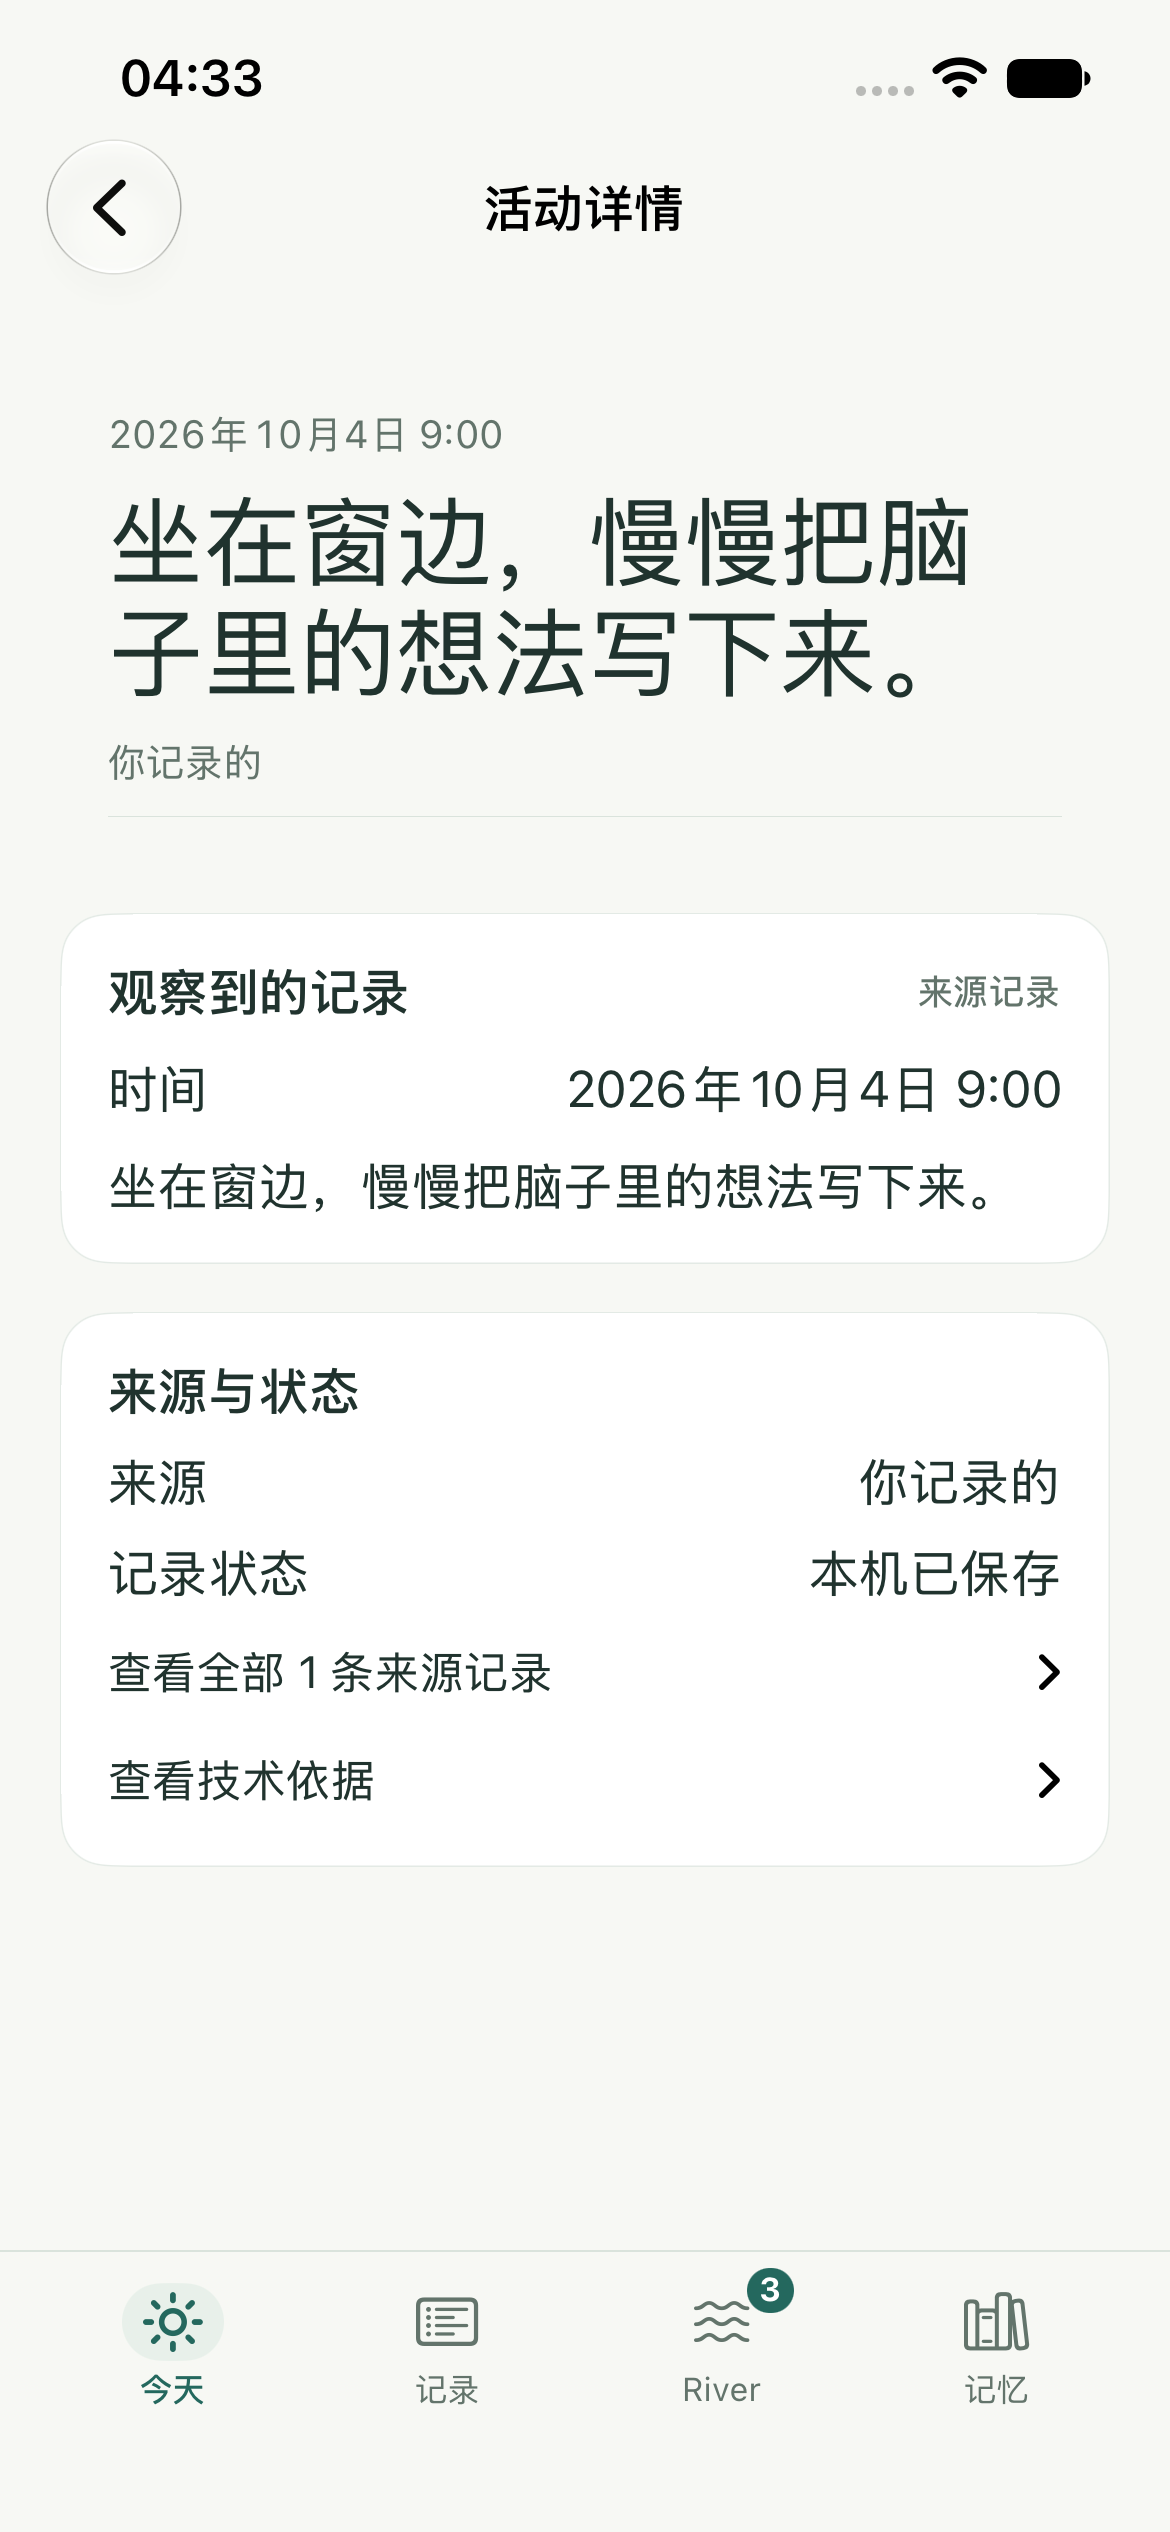 04:33
活动详情
2026年10月4日 9:00
坐在窗边，慢慢把脑
子里的想法写下来。
你记录的
观察到的记录
来源记录
时间
2026年10月4日 9:00
坐在窗边，慢慢把脑子里的想法写下来。
来源与状态
来源
你记录的
记录状态
本机已保存
查看全部 1 条来源记录
查看技术依据
3
今天
记录
River
记忆